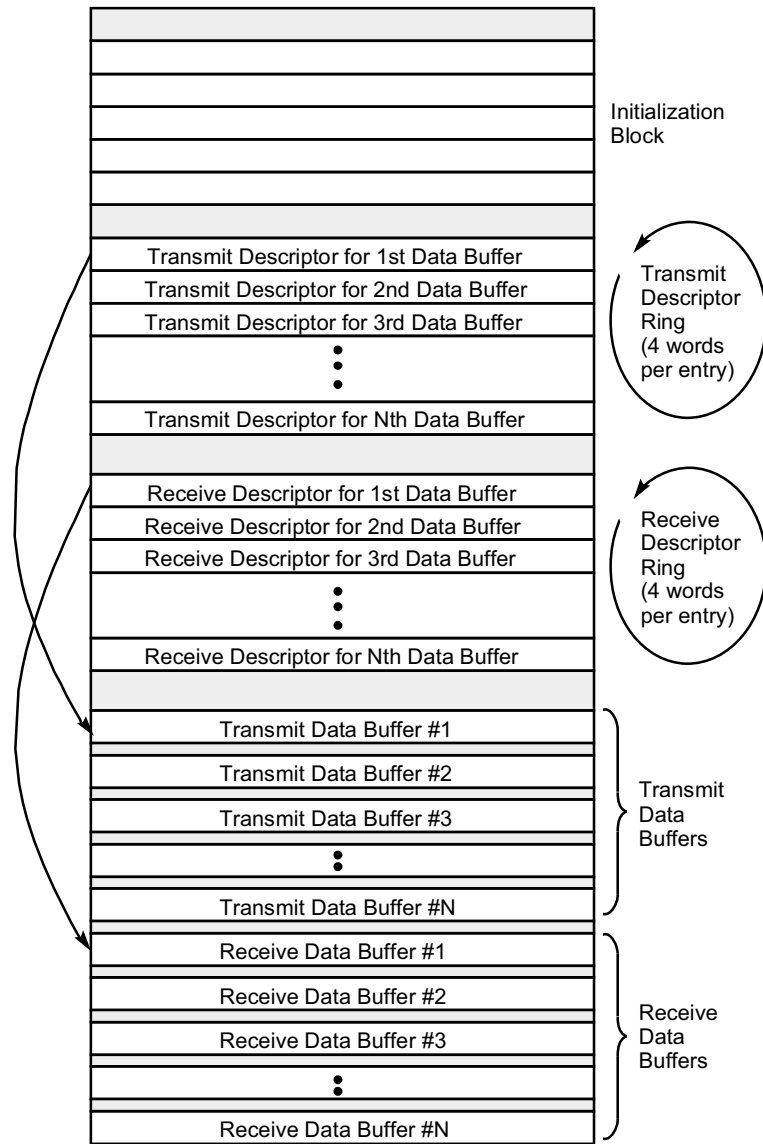 Initialization
Block
Transmit Descriptor for 1st Data Buffer
Transmit Descriptor for 2nd Data Buffer
Transmit Descriptor for 3rd Data Buffer
Transmit Descriptor for Nth Data Buffer
Transmit
Descriptor
Ring
(4 words
per entry)
Receive Descriptor for 1st Data Buffer
Receive Descriptor for 2nd Data Buffer
Receive Descriptor for 3rd Data Buffer
Receive Descriptor for Nth Data Buffer
Receive
Descriptor
Ring
(4 words
per entry)
Transmit Data Buffer #1
Transmit Data Buffer #2
Transmit Data Buffer #3
Transmit Data Buffer #N
Transmit
Data
Buffers
Receive Data Buffer #1
Receive Data Buffer #2
Receive Data Buffer #3
Receive Data Buffer #N
Receive
Data
Buffers